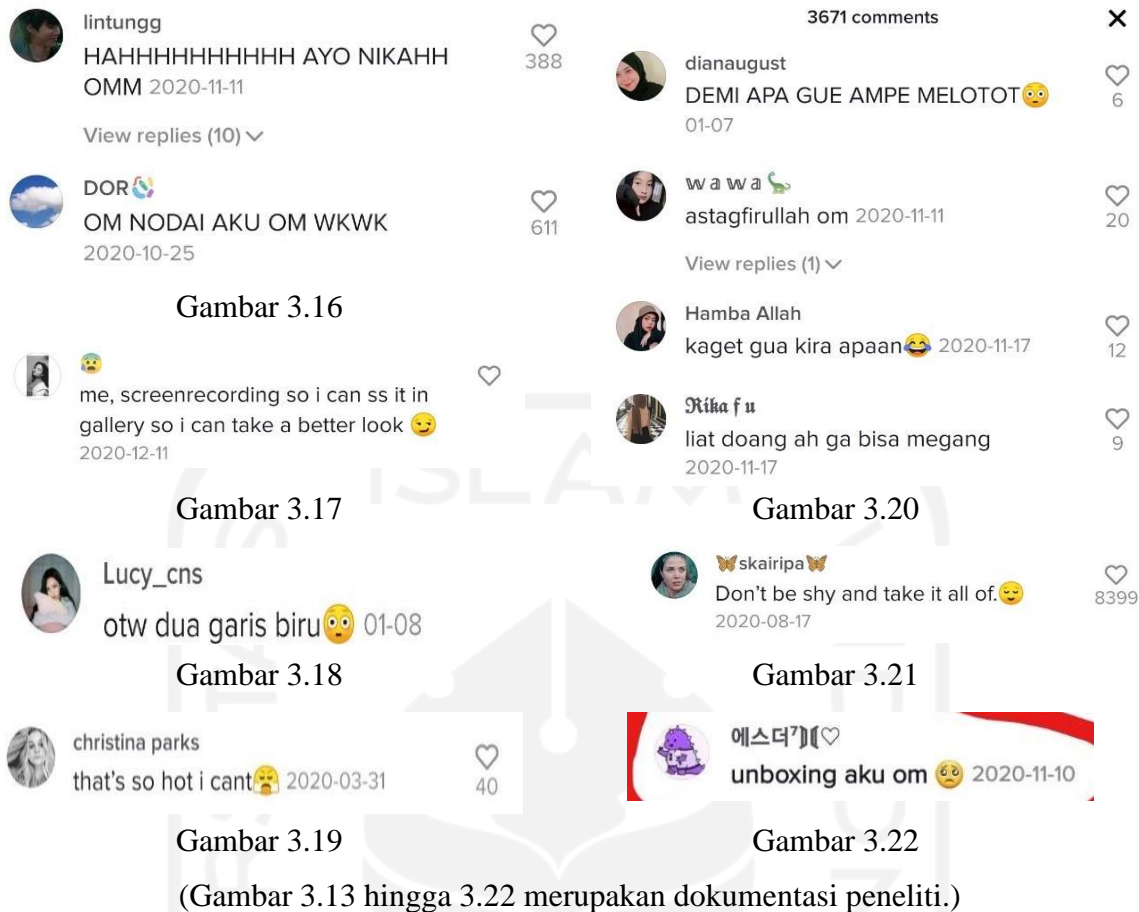 lintungg
HAHHHHHHHHHHH AYO NIKAHH
OMM 2020-11-11
388
View replies (10)
DOR
OM NODAI AKU OM WKWK
2020-10-25
611
Gambar 3.16
me, screenrecording so i can ss it in
gallery so i can take a better look 😏
2020-12-11
Gambar 3.17
Lucy_cns
otw dua garis biru😳 01-08
Gambar 3.18
christina parks
that's so hot i cant😤 2020-03-31
40
Gambar 3.19
3671 comments
dianaugust
DEMI APA GUE AMPE MELOTOT😳
01-07
6
𝕨𝕒𝕨𝕒🦕
astagfirullah om 2020-11-11
20
View replies (1)
Hamba Allah
kaget gua kira apaan😂 2020-11-17
12
𝕽𝖎𝖐𝖆 𝖋 𝖚
liat doang ah ga bisa megang
2020-11-17
9
Gambar 3.20
🦋skairipa🦋
Don't be shy and take it all of.😌
2020-08-17
8399
Gambar 3.21
에스더⁷⟭⟬♡
unboxing aku om 🥺 2020-11-10
Gambar 3.22
(Gambar 3.13 hingga 3.22 merupakan dokumentasi peneliti.)
ISLAM